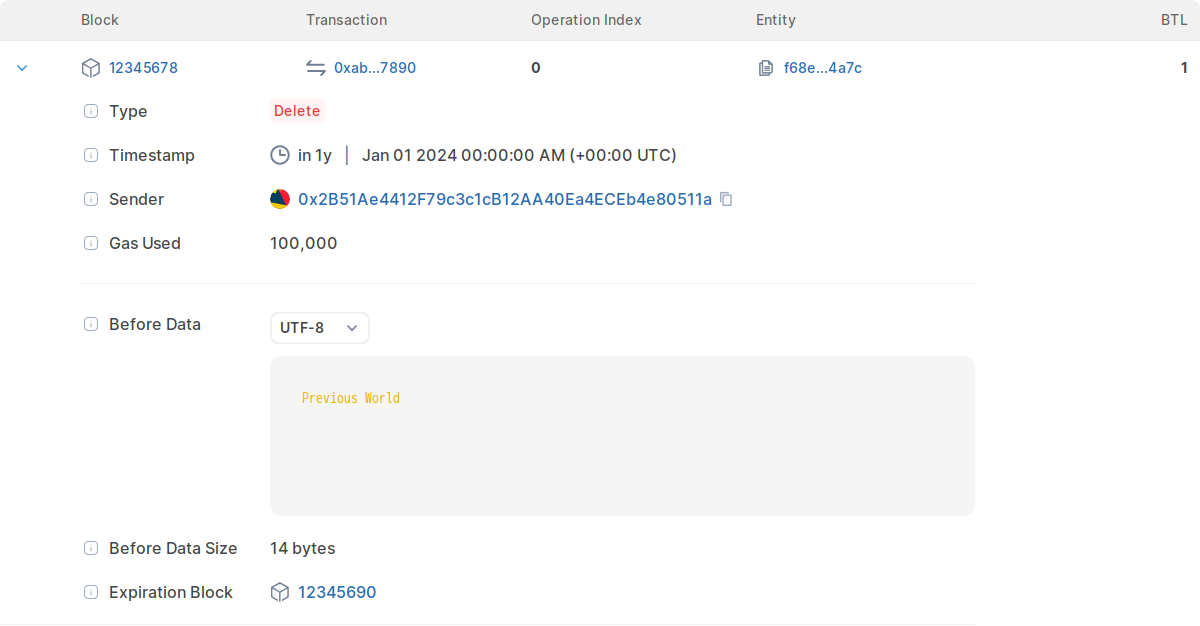 Block Transaction Operation Index Entity BTL
12345678 0xab...7890 0 f68e...4a7c 1
Type Delete
Timestamp in 1y | Jan 01 2024 00:00:00 AM (+00:00 UTC)
Sender 0x2B51Ae4412F79c3c1cB12AA40Ea4ECEb4e80511a
Gas Used 100,000
Before Data UTF-8
Previous World
Before Data Size 14 bytes
Expiration Block 12345690